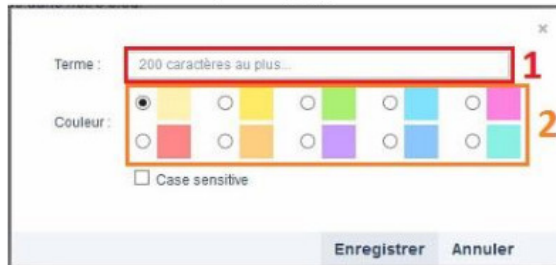 ×
Terme : 200 caractères au plus... 1
Couleur : 2
Case sensitive
Enregistrer Annuler